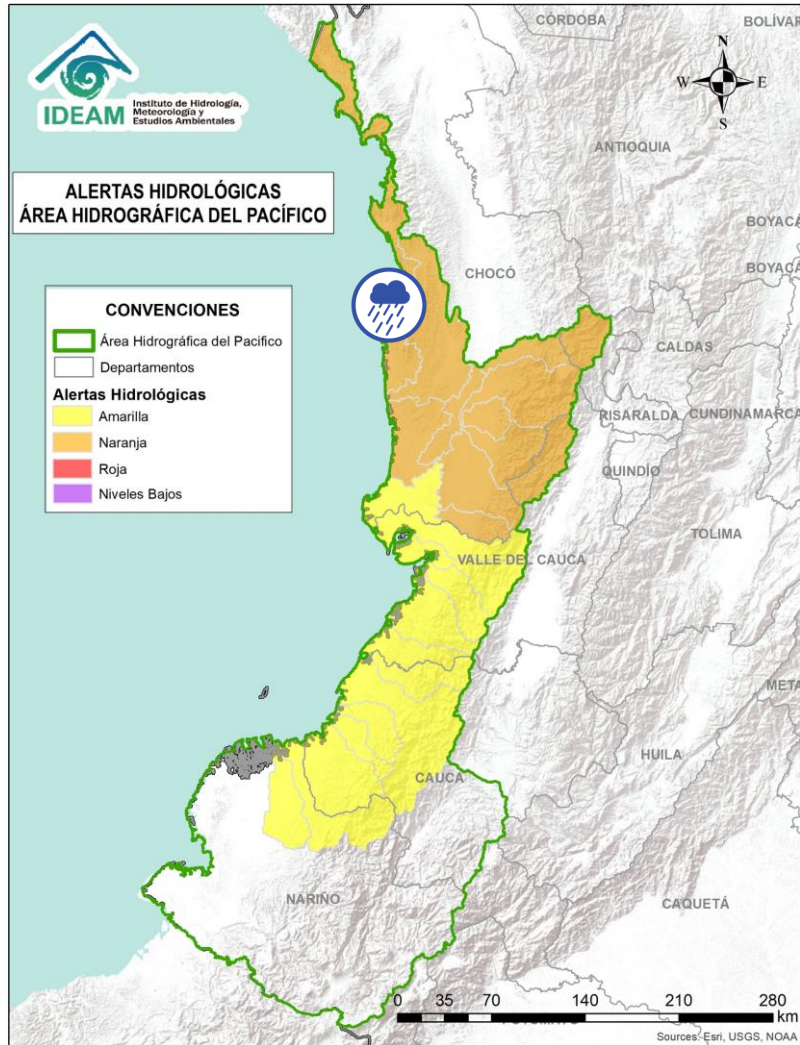 IDEAM
Instituto de Hidrología,
Meteorología y
Estudios Ambientales
ALERTAS HIDROLÓGICAS
ÁREA HIDROGRÁFICA DEL PACÍFICO
CONVENCIONES
Área Hidrográfica del Pacifico
Departamentos
Alertas Hidrológicas
Amarilla
Naranja
Roja
Niveles Bajos
N
W
E
S
CÓRDOBA
BOLÍVAR
ANTIOQUIA
BOYACÁ
CHOCÓ
BOYACÁ
CALDAS
RISARALDA
CUNDINAMARCA
QUINDÍO
TOLIMA
VALLE DEL CAUCA
META
HUILA
CAUCA
NARIÑO
CAQUETÁ
0 35 70 140 210 280
km
Sources: Esri, USGS, NOAA